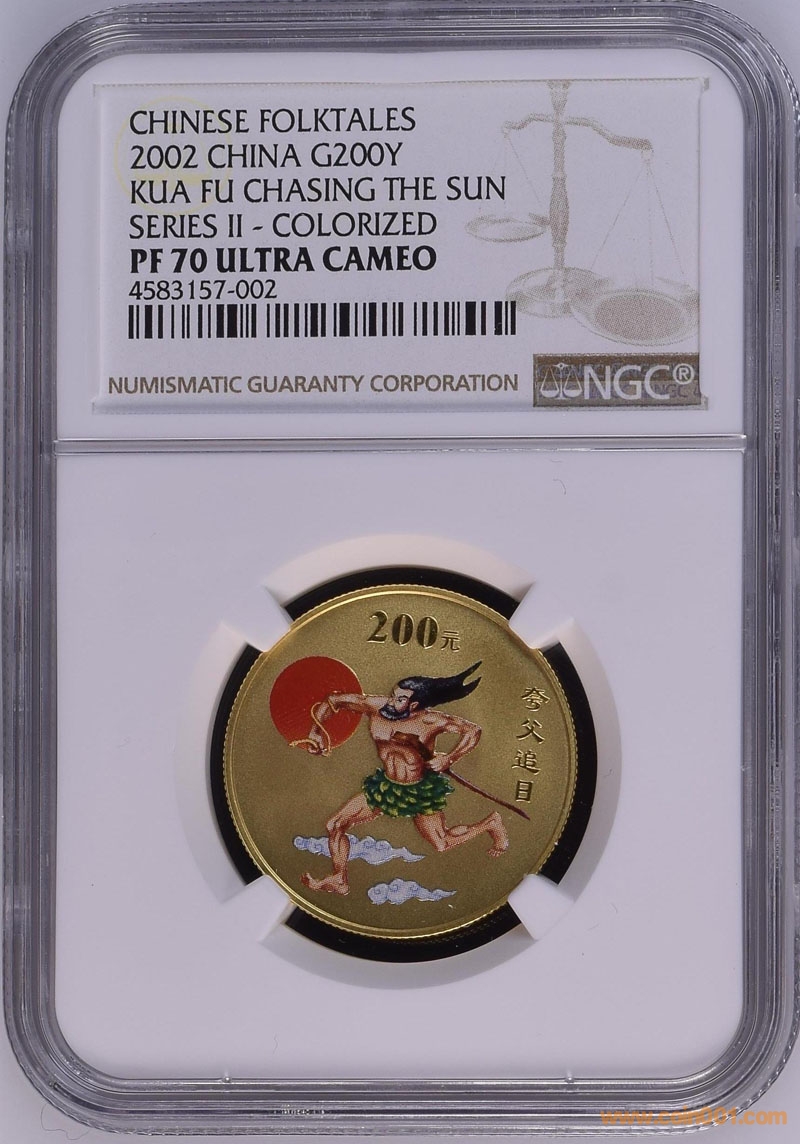 CHINESE FOLKTALES
2002 CHINA G200Y
KUA FU CHASING THE SUN
SERIES II - COLORIZED
PF 70 ULTRA CAMEO
4583157-002
NUMISMATIC GUARANTY CORPORATION
NGC®
200元
夸父追日